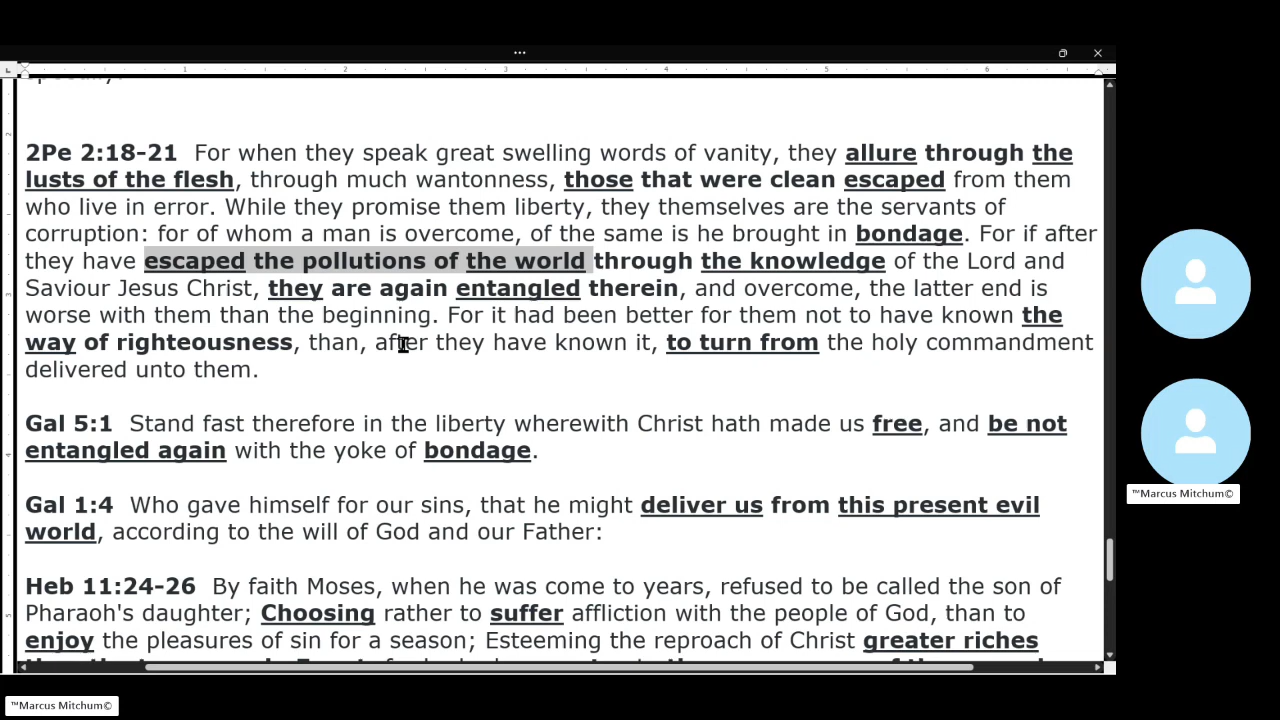 2Pe 2:18-21 For when they speak great swelling words of vanity, they allure through the
lusts of the flesh, through much wantonness, those that were clean escaped from them
who live in error. While they promise them liberty, they themselves are the servants of
corruption: for of whom a man is overcome, of the same is he brought in bondage. For if after
they have escaped the pollutions of the world through the knowledge of the Lord and
Saviour Jesus Christ, they are again entangled therein, and overcome, the latter end is
worse with them than the beginning. For it had been better for them not to have known the
way of righteousness, than, after they have known it, to turn from the holy commandment
delivered unto them.
Gal 5:1 Stand fast therefore in the liberty wherewith Christ hath made us free, and be not
entangled again with the yoke of bondage.
Gal 1:4 Who gave himself for our sins, that he might deliver us from this present evil
world, according to the will of God and our Father:
Heb 11:24-26 By faith Moses, when he was come to years, refused to be called the son of
Pharaoh's daughter; Choosing rather to suffer affliction with the people of God, than to
enjoy the pleasures of sin for a season; Esteeming the reproach of Christ greater riches
™Marcus Mitchum©
™Marcus Mitchum©